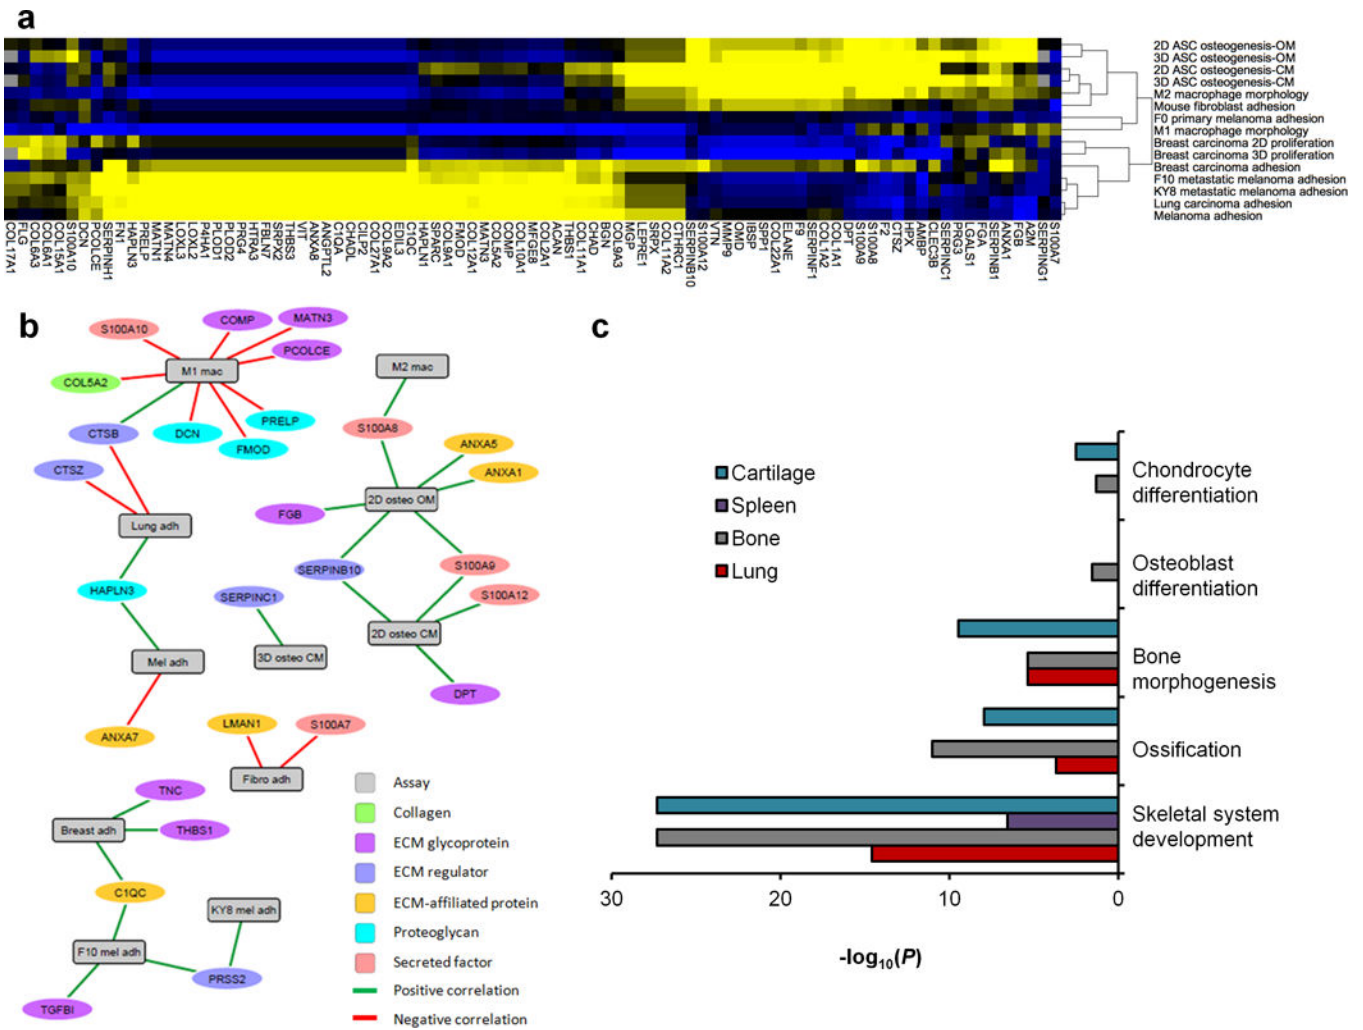 a
2D ASC osteogenesis-OM
3D ASC osteogenesis-OM
2D ASC osteogenesis-CM
3D ASC osteogenesis-CM
M2 macrophage morphology
Mouse fibroblast adhesion
F0 primary melanoma adhesion
M1 macrophage morphology
Breast carcinoma 2D proliferation
Breast carcinoma 3D proliferation
Breast carcinoma adhesion
F10 metastatic melanoma adhesion
KY8 metastatic melanoma adhesion
Lung carcinoma adhesion
Melanoma adhesion
COL17A1
FLG
COL6A3
COL6A1
COL15A1
S100A10
DCN
PCOLCE
SERPINH1
FN1
HAPLN3
PRELP
MATN1
MATN4
LOXL3
LOXL2
P4HA1
PLOD1
PLOD2
PRG4
HTRA3
FBLN7
SRPX2
THBS3
VIT
ANXA8
ANGPTL2
C1QA
CILP2
COL27A1
COL9A2
EDIL3
C1QC
HAPLN1
SPARC
COL9A1
FMOD
COL12A1
MATN3
COL5A2
COMP
COL10A1
MFGE8
COL2A1
ACAN
THBS1
COL11A1
CHAD
BGN
COL9A3
MGP
LEPRE1
SRPX
COL11A2
CTHRC1
SERPINB10
S100A12
VTN
MMP9
OMD
IBSP
SPP1
COL22A1
ELANE
F9
SERPINF1
COL1A2
COL1A1
DPT
S100A9
S100A8
F2
CTSZ
HPX
AMBP
CLEC3B
SERPINC1
PRG3
LGALS1
FGA
SERPINB1
ANXA1
FGB
A2M
SERPING1
S100A7
b
S100A10
COMP
MATN3
PCOLCE
M1 mac
COL5A2
CTSB
DCN
FMOD
PRELP
CTSZ
Lung adh
HAPLN3
Mel adh
ANXA7
M2 mac
S100A8
ANXA5
ANXA1
2D osteo OM
FGB
SERPINB10
S100A9
S100A12
2D osteo CM
DPT
SERPINC1
3D osteo CM
LMAN1
S100A7
Fibro adh
TNC
Breast adh
THBS1
C1QC
KY8 mel adh
F10 mel adh
PRSS2
TGFBI
Assay
Collagen
ECM glycoprotein
ECM regulator
ECM-affiliated protein
Proteoglycan
Secreted factor
Positive correlation
Negative correlation
c
Cartilage
Spleen
Bone
Lung
Chondrocyte
differentiation
Osteoblast
differentiation
Bone
morphogenesis
Ossification
Skeletal system
development
30 20 10 0
-log10(P)